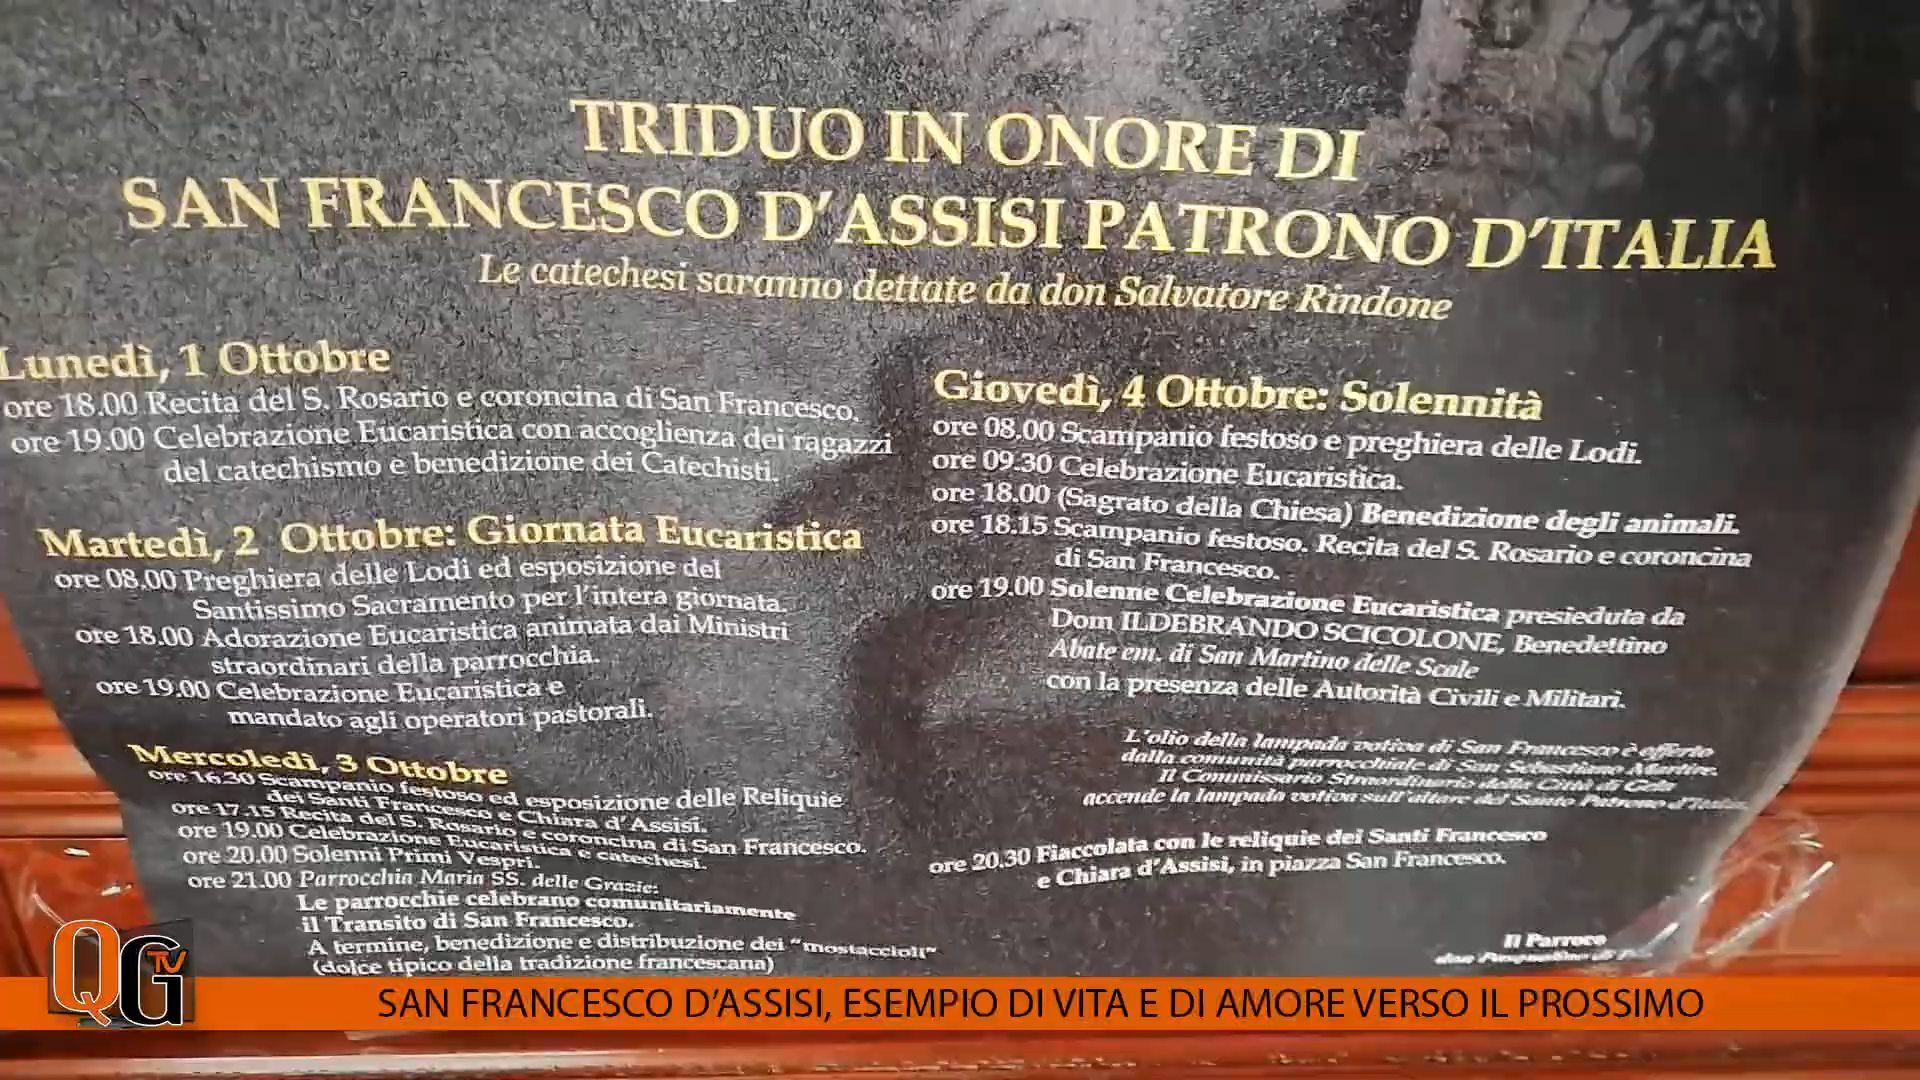 TRIDUO IN ONORE DI
SAN FRANCESCO D'ASSISI PATRONO D'ITALIA
Le catechesi saranno dettate da don Salvatore Rindone
Lunedì, 1 Ottobre
ore 18.00 Recita del S. Rosario e coroncina di San Francesco.
ore 19.00 Celebrazione Eucaristica con accoglienza dei ragazzi
del catechismo e benedizione dei Catechisti.
Martedì, 2 Ottobre: Giornata Eucaristica
ore 08.00 Preghiera delle Lodi ed esposizione del
Santissimo Sacramento per l'intera giornata.
ore 18.00 Adorazione Eucaristica animata dai Ministri
straordinari della parrocchia.
ore 19.00 Celebrazione Eucaristica e
mandato agli operatori pastorali.
Mercoledì, 3 Ottobre
ore 16.30 Scampanio festoso ed esposizione delle Reliquie
dei Santi Francesco e Chiara d'Assisi.
ore 17.15 Recita del S. Rosario e coroncina di San Francesco.
ore 19.00 Celebrazione Eucaristica e catechesi.
ore 20.00 Solenni Primi Vespri.
ore 21.00 Parrocchia Maria SS. delle Grazie:
Le parrocchie celebrano comunitariamente
il Transito di San Francesco.
A termine, benedizione e distribuzione dei "mostaccioli"
(dolce tipico della tradizione francescana)
Giovedì, 4 Ottobre: Solennità
ore 08.00 Scampanio festoso e preghiera delle Lodi.
ore 09.30 Celebrazione Eucaristica.
ore 18.00 (Sagrato della Chiesa) Benedizione degli animali.
ore 18.15 Scampanio festoso. Recita del S. Rosario e coroncina
di San Francesco.
ore 19.00 Solenne Celebrazione Eucaristica presieduta da
Dom ILDEBRANDO SCICOLONE, Benedettino
Abate em. di San Martino delle Scale
con la presenza delle Autorità Civili e Militari.
L'olio della lampada votiva di San Francesco è offerto
dalla comunità parrocchiale di San Sebastiano Martire.
Il Commissario Straordinario della Città di Gela
accende la lampada votiva sull'altare del Santo Patrono d'Italia.
ore 20.30 Fiaccolata con le reliquie dei Santi Francesco
e Chiara d'Assisi, in piazza San Francesco.
Il Parroco
don
QG TV
SAN FRANCESCO D'ASSISI, ESEMPIO DI VITA E DI AMORE VERSO IL PROSSIMO